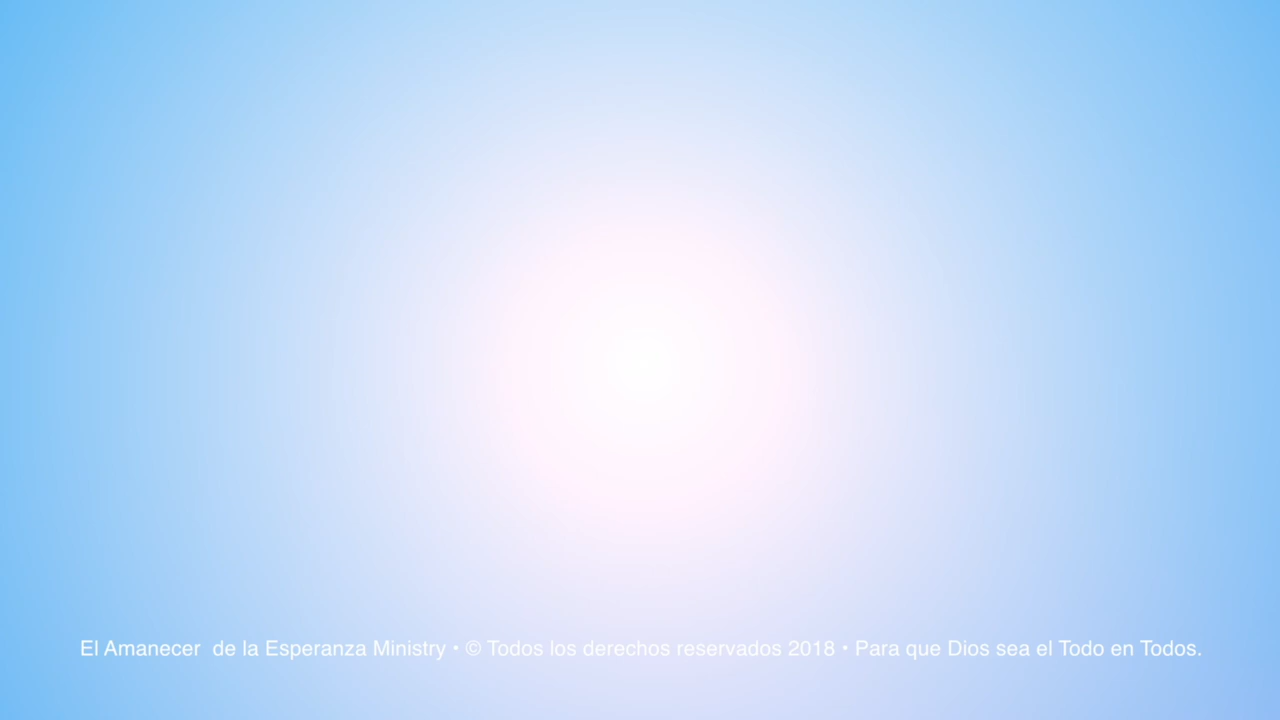 El Amanecer  de la Esperanza Ministry • © Todos los derechos reservados 2018 • Para que Dios sea el Todo en Todos.